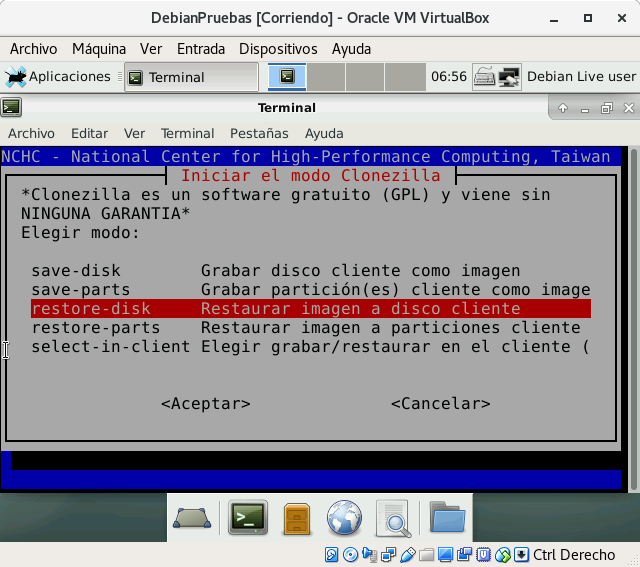 DebianPruebas [Corriendo] - Oracle VM VirtualBox
Archivo Máquina Ver Entrada Dispositivos Ayuda
Aplicaciones Terminal 06:56 Debian Live user
Terminal
Archivo Editar Ver Terminal Pestañas Ayuda
NCHC - National Center for High-Performance Computing, Taiwan
Iniciar el modo Clonezilla
*Clonezilla es un software gratuito (GPL) y viene sin
NINGUNA GARANTIA*
Elegir modo:
save-disk Grabar disco cliente como imagen
save-parts Grabar partición(es) cliente como image
restore-disk Restaurar imagen a disco cliente
restore-parts Restaurar imagen a particiones cliente
select-in-client Elegir grabar/restaurar en el cliente (
<Aceptar> <Cancelar>
Ctrl Derecho